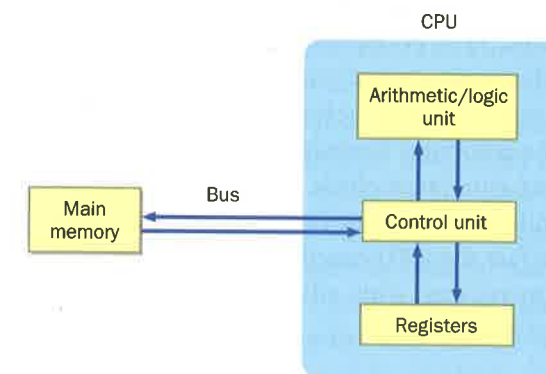 CPU
Arithmetic/logic
unit
Bus
Main
memory
Control unit
Registers